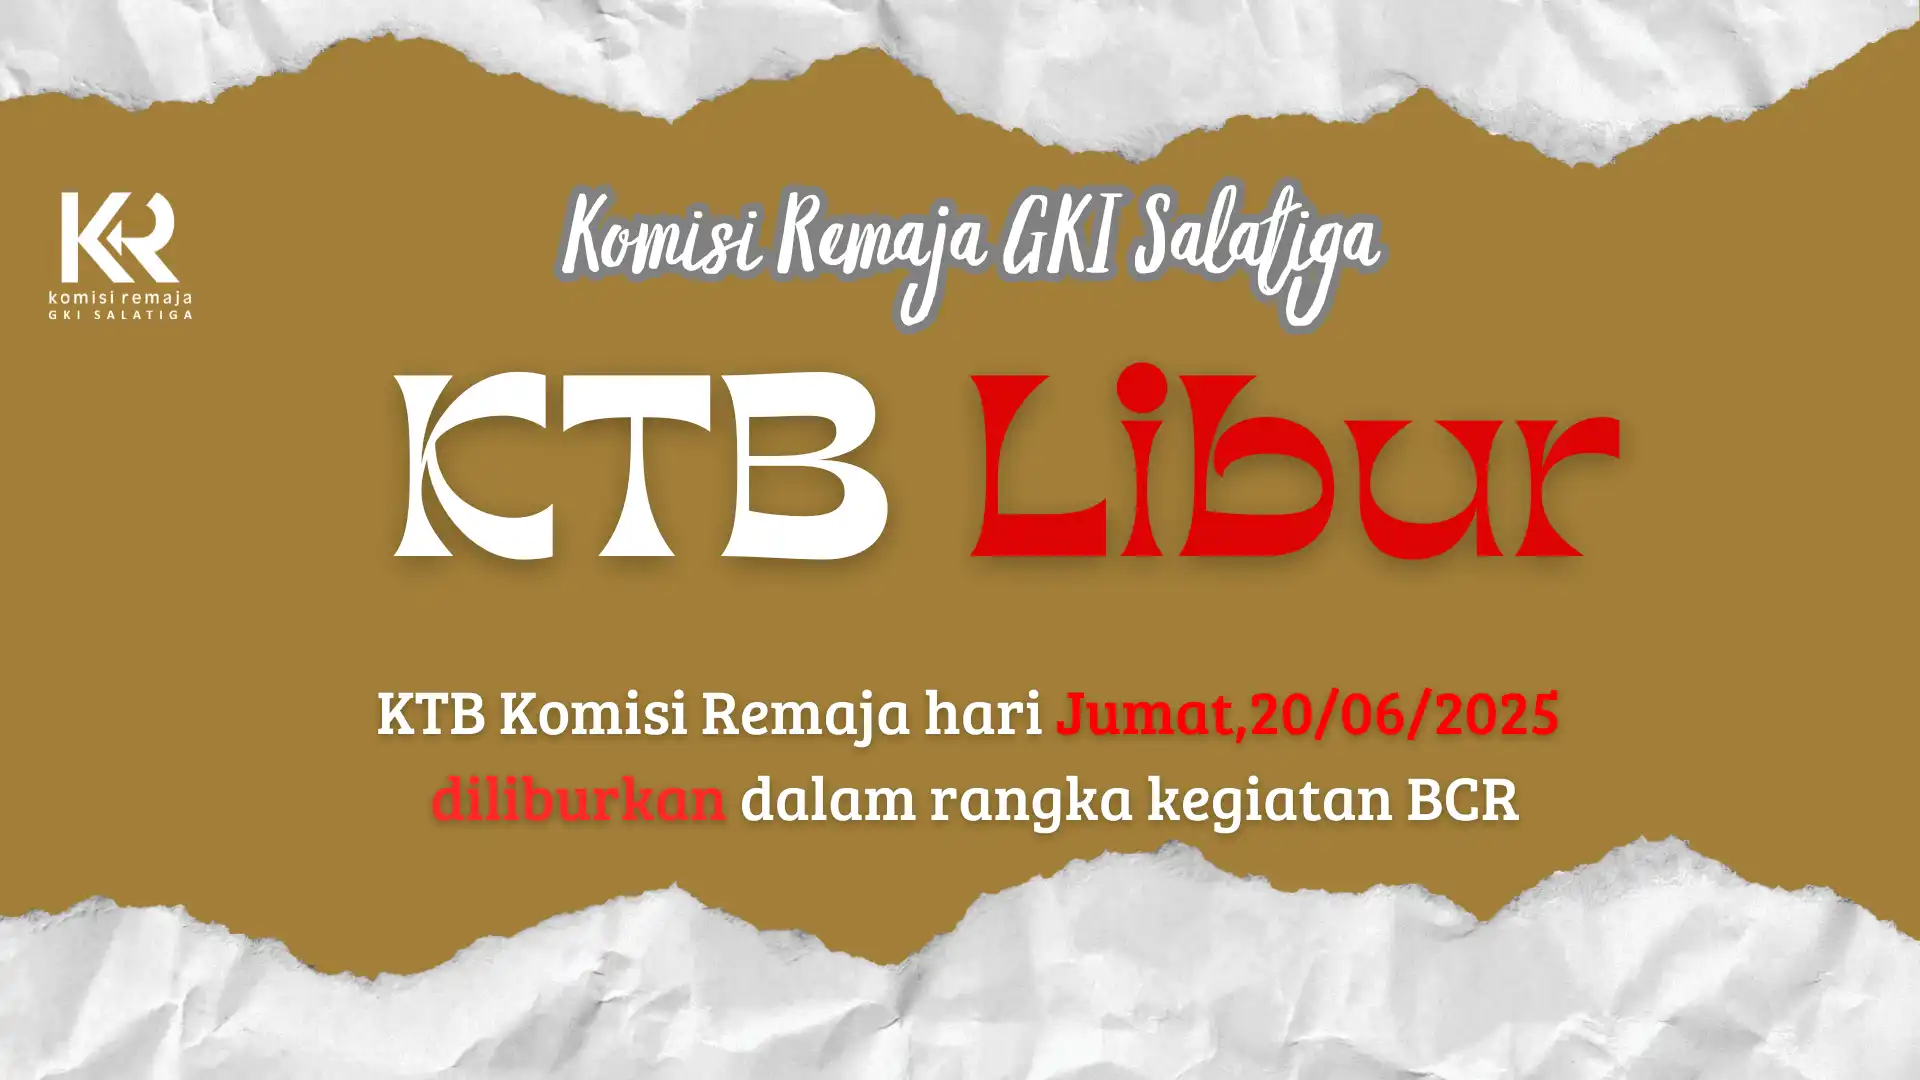 komisi remaja
GKI SALATIGA
Komisi Remaja GKI Salatiga
KTB Libur
KTB Komisi Remaja hari Jumat,20/06/2025
diliburkan dalam rangka kegiatan BCR